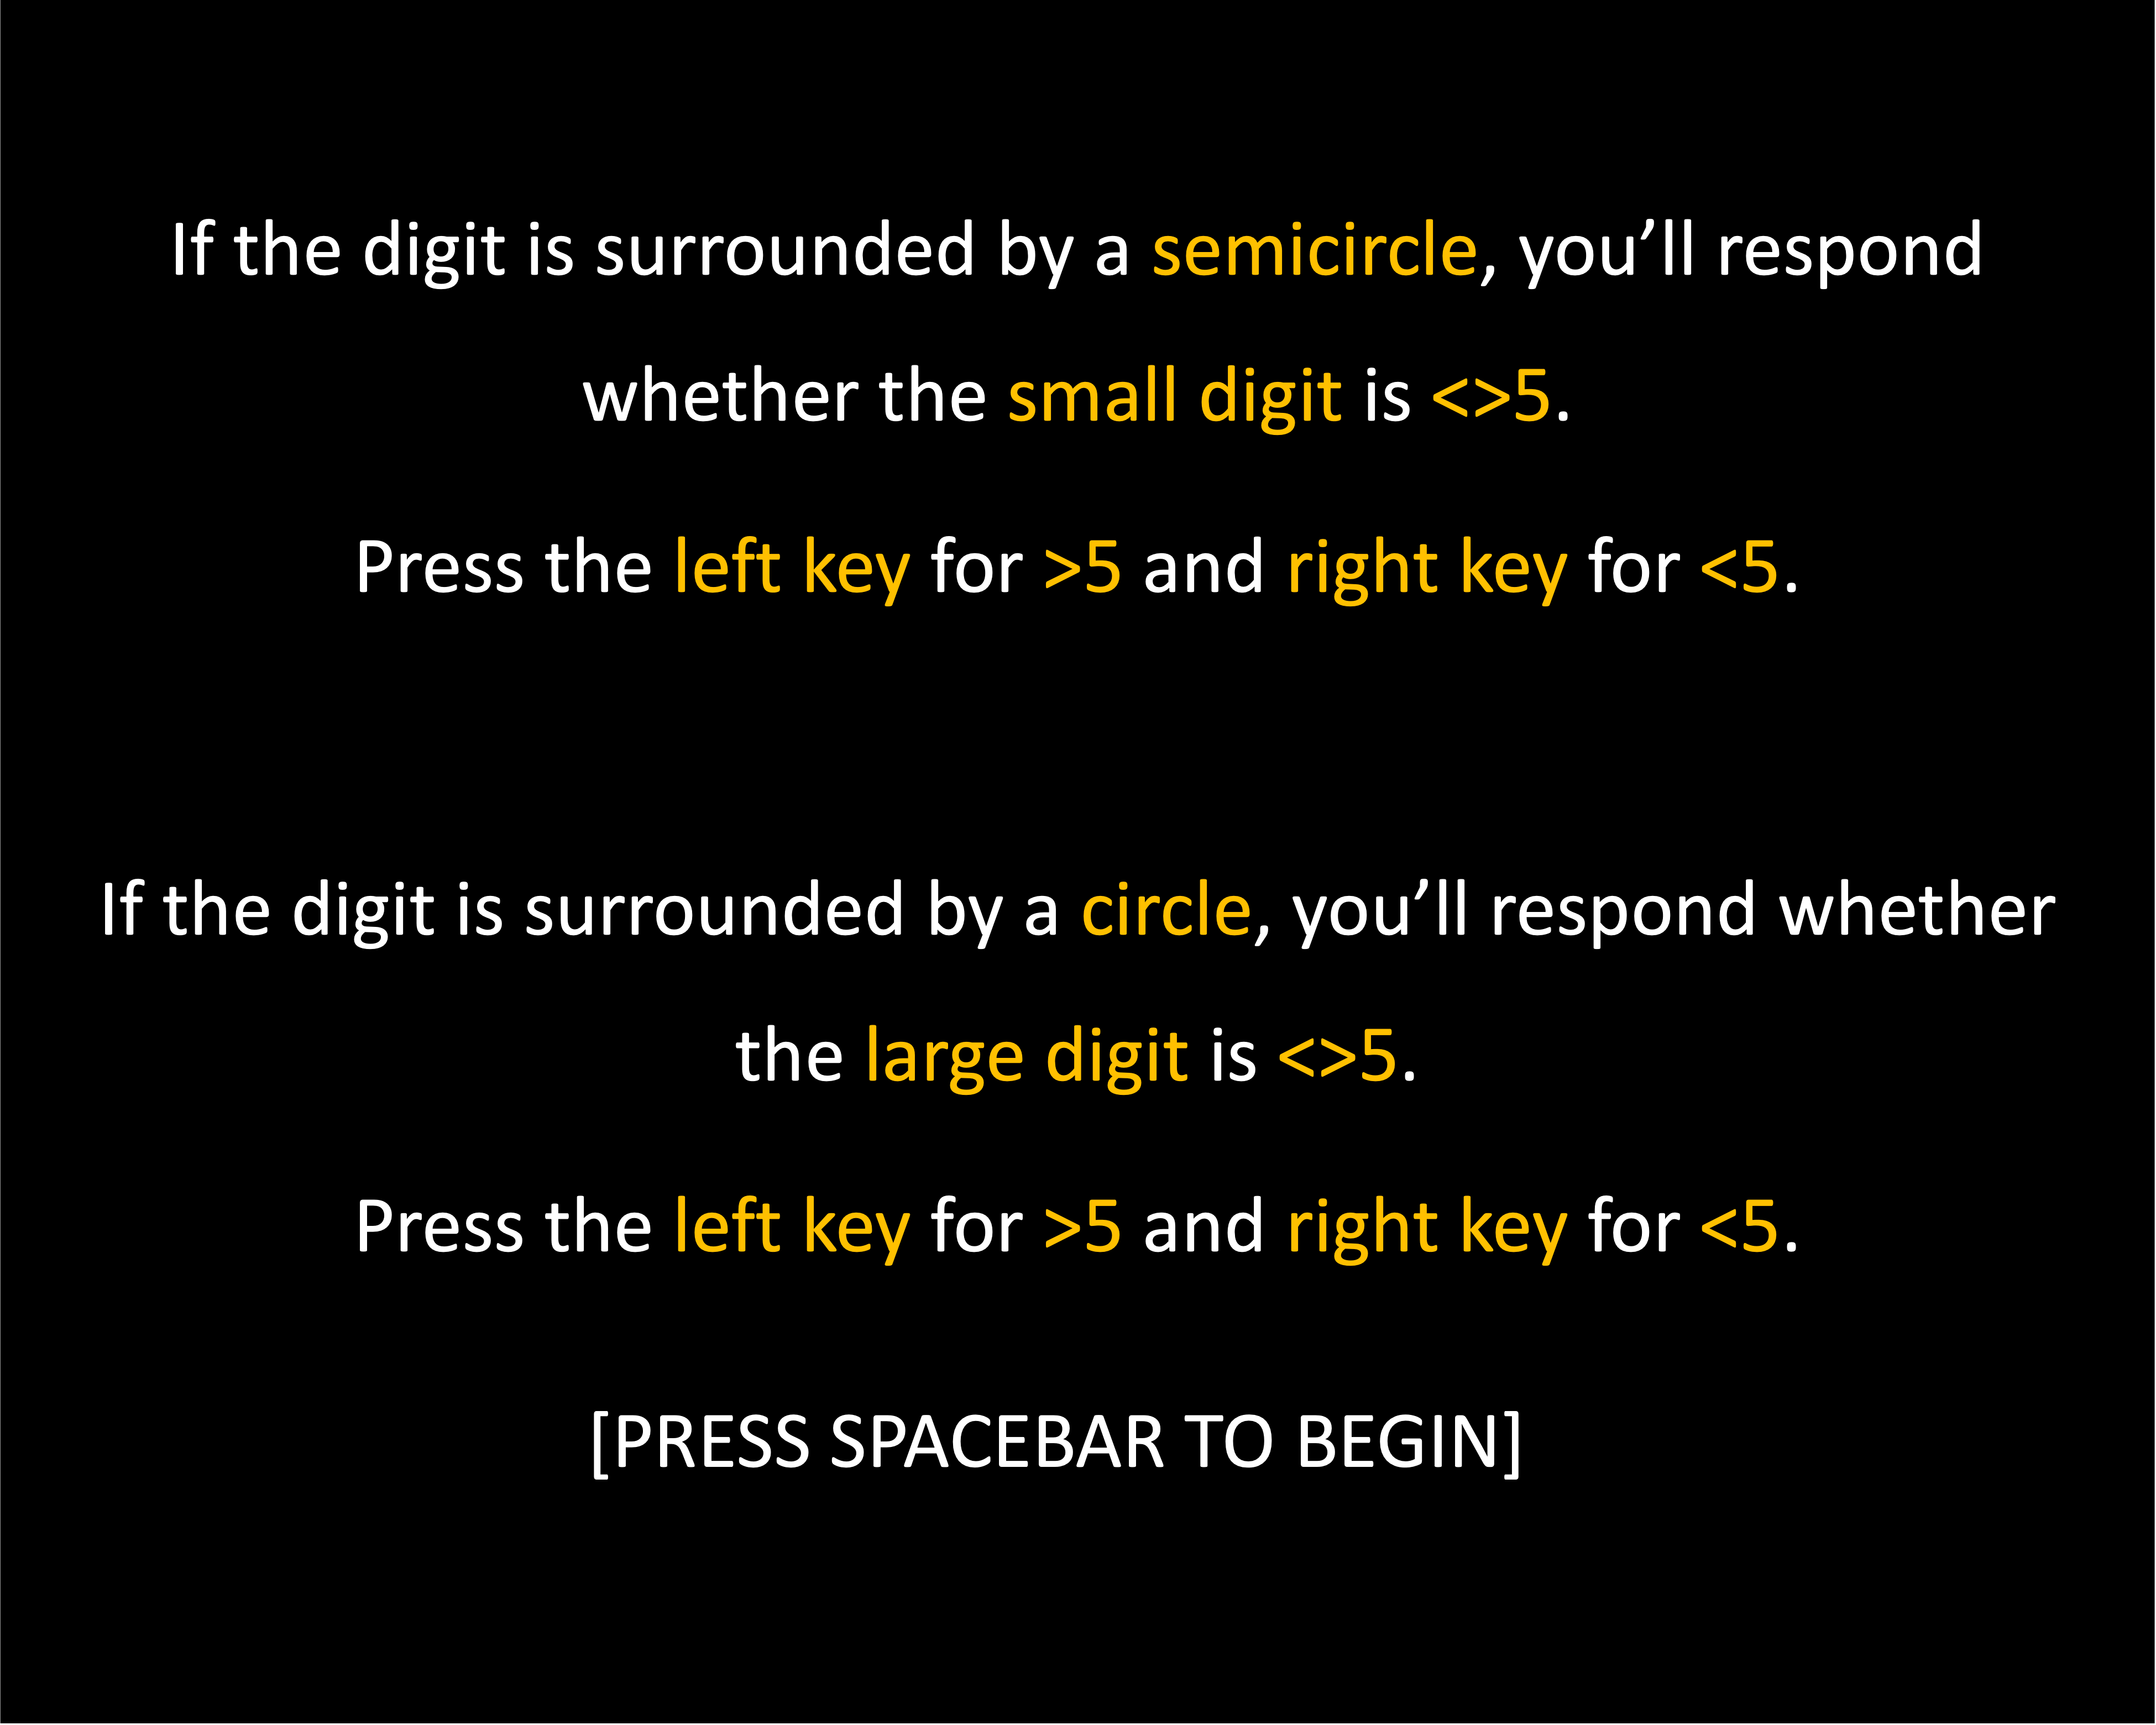 If the digit is surrounded by a semicircle, you’ll respond
whether the small digit is <>5.
Press the left key for >5 and right key for <5.
If the digit is surrounded by a circle, you’ll respond whether
the large digit is <>5.
Press the left key for >5 and right key for <5.
[PRESS SPACEBAR TO BEGIN]